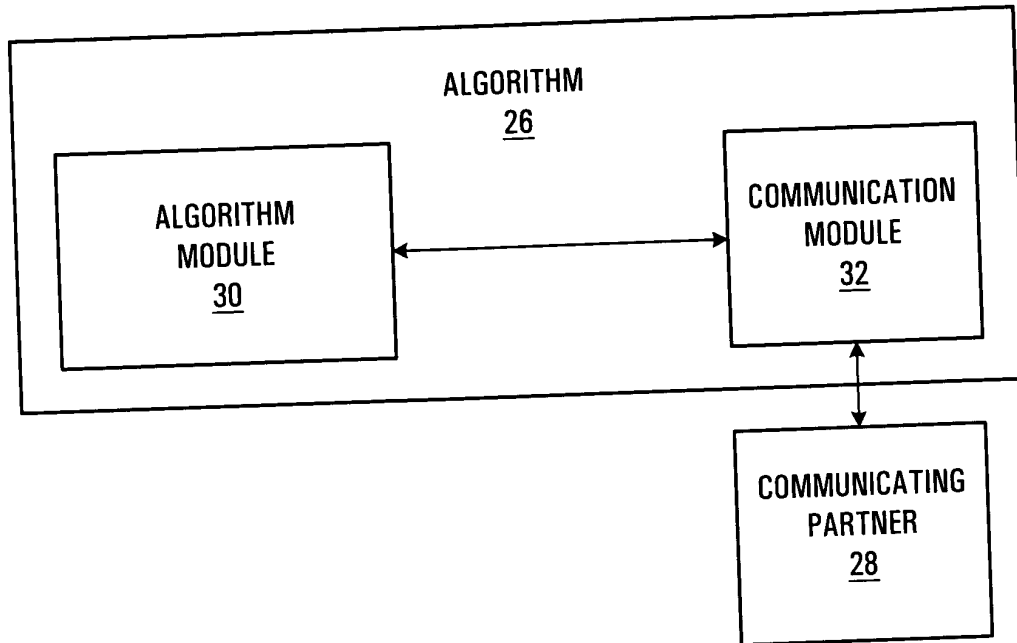 ALGORITHM
26
ALGORITHM
MODULE
30
COMMUNICATION
MODULE
32
COMMUNICATING
PARTNER
28